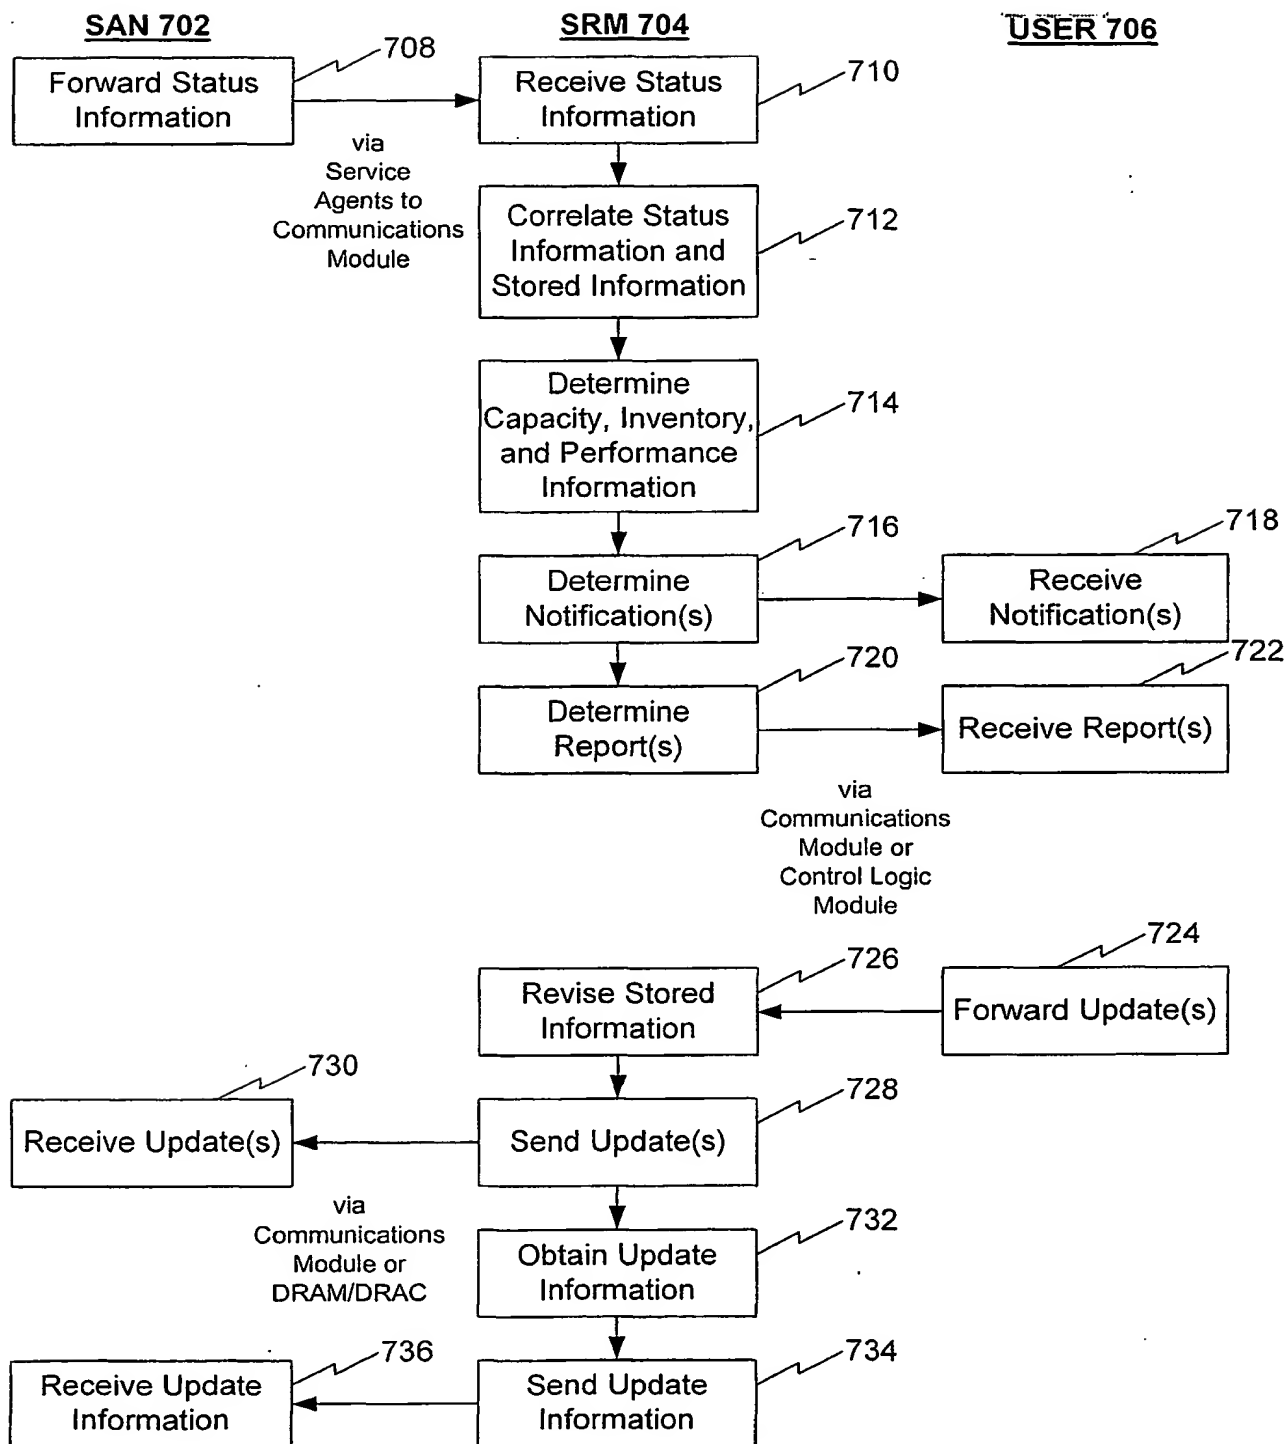 SAN 702
SRM 704
USER 706
708
Forward Status
Information
710
Receive Status
Information
via
Service
Agents to
Communications
Module
712
Correlate Status
Information and
Stored Information
714
Determine
Capacity, Inventory,
and Performance
Information
716
Determine
Notification(s)
718
Receive
Notification(s)
720
Determine
Report(s)
722
Receive Report(s)
via
Communications
Module or
Control Logic
Module
724
Forward Update(s)
726
Revise Stored
Information
728
Send Update(s)
730
Receive Update(s)
via
Communications
Module or
DRAM/DRAC
732
Obtain Update
Information
734
Send Update
Information
736
Receive Update
Information